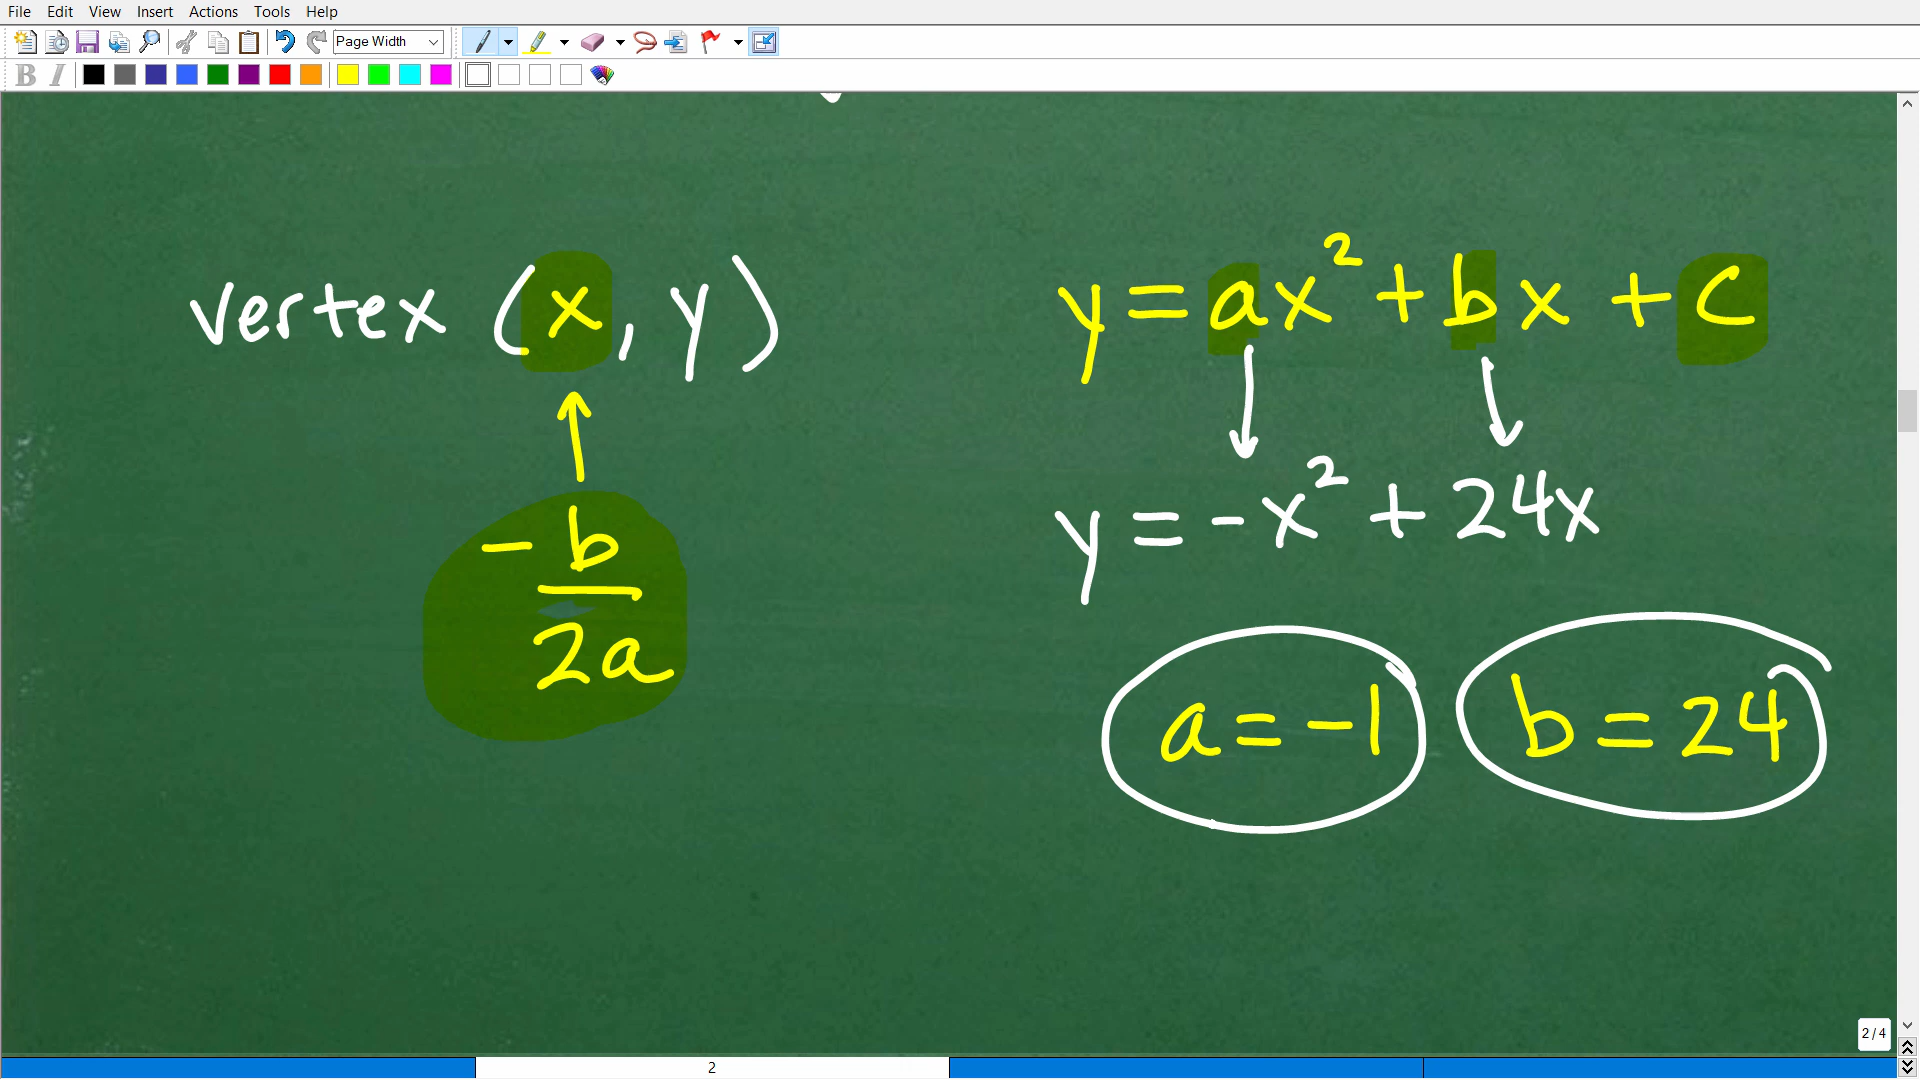 File Edit View Insert Actions Tools Help
Page Width
B I
vertex (x, y)
-b
2a
y = ax² + bx + c
y = -x² + 24x
a = -1
b = 24
2 / 4
2